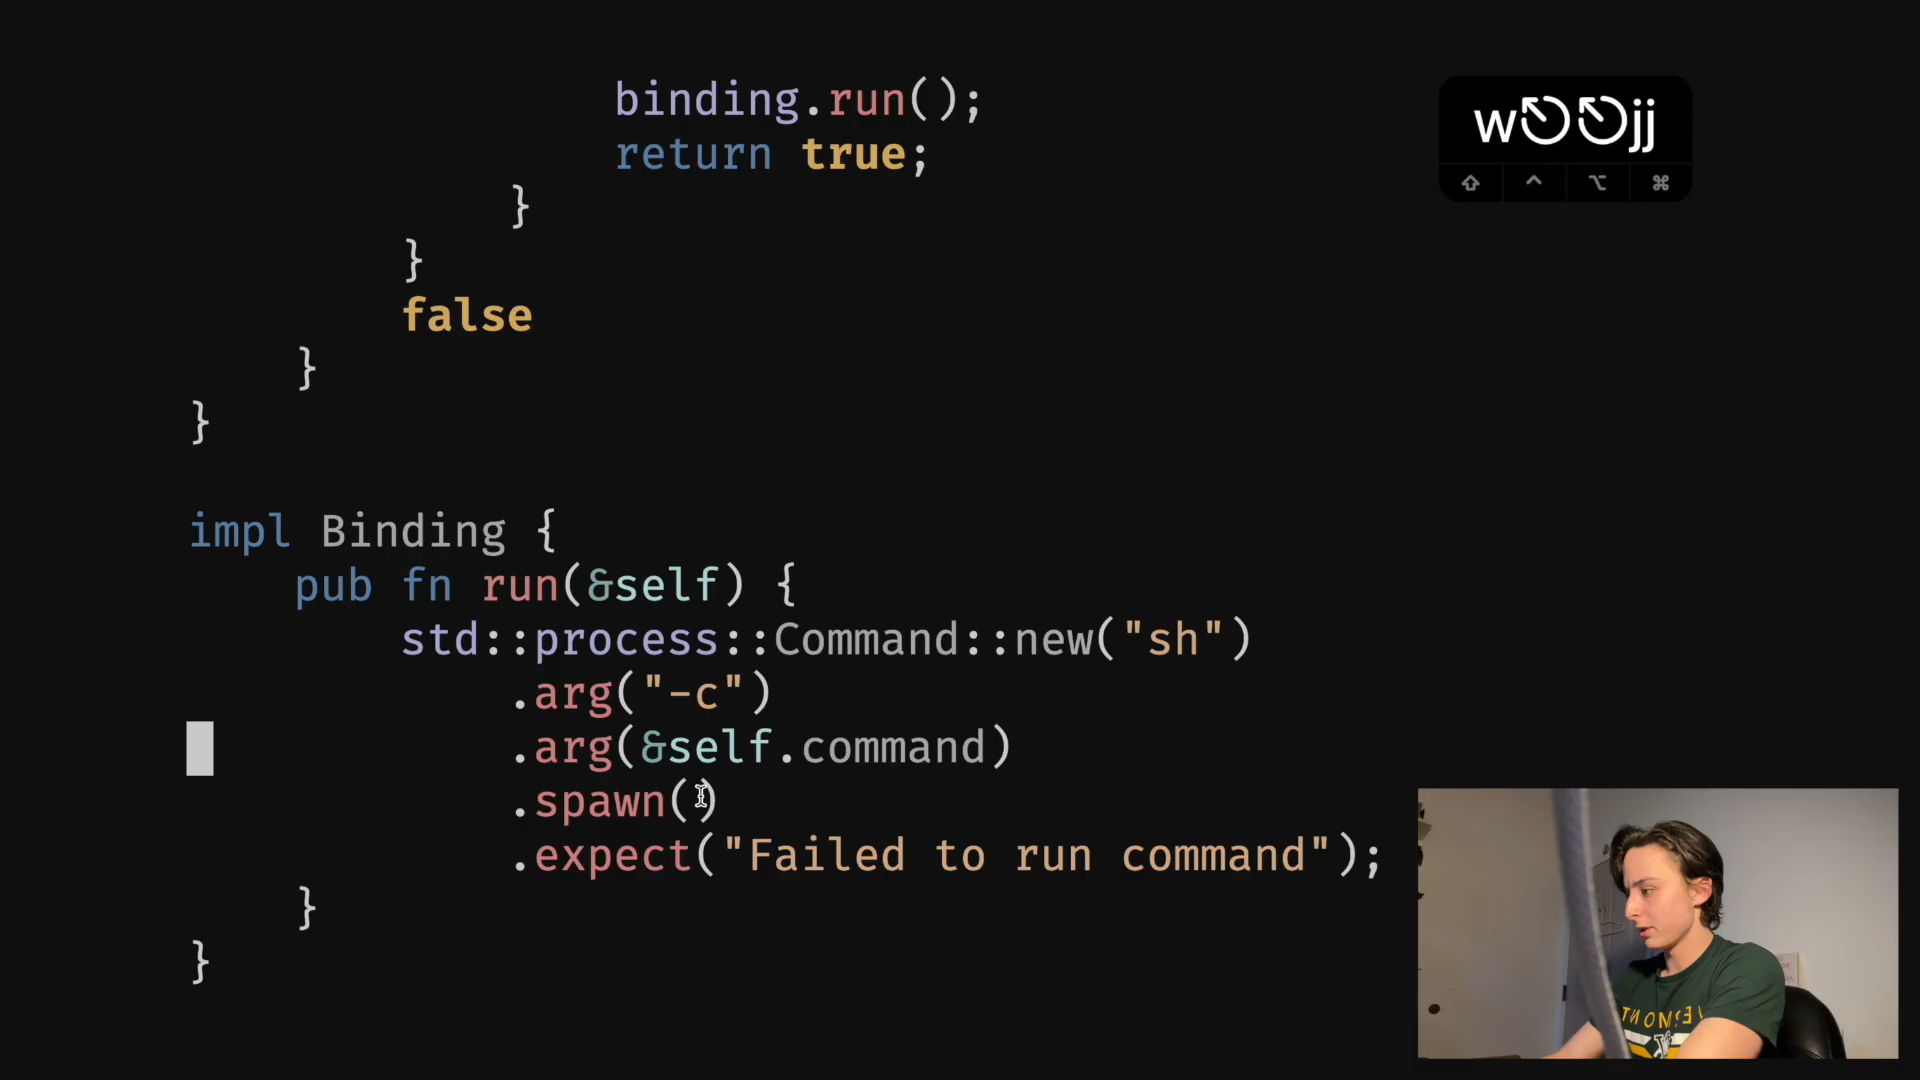 binding.run();
return true;
}
}
false
}
}
impl Binding {
pub fn run(&self) {
std::process::Command::new("sh")
.arg("-c")
.arg(&self.command)
.spawn()
.expect("Failed to run command");
}
}
w⎋⎋jj
⇧ ^ ⌥ ⌘